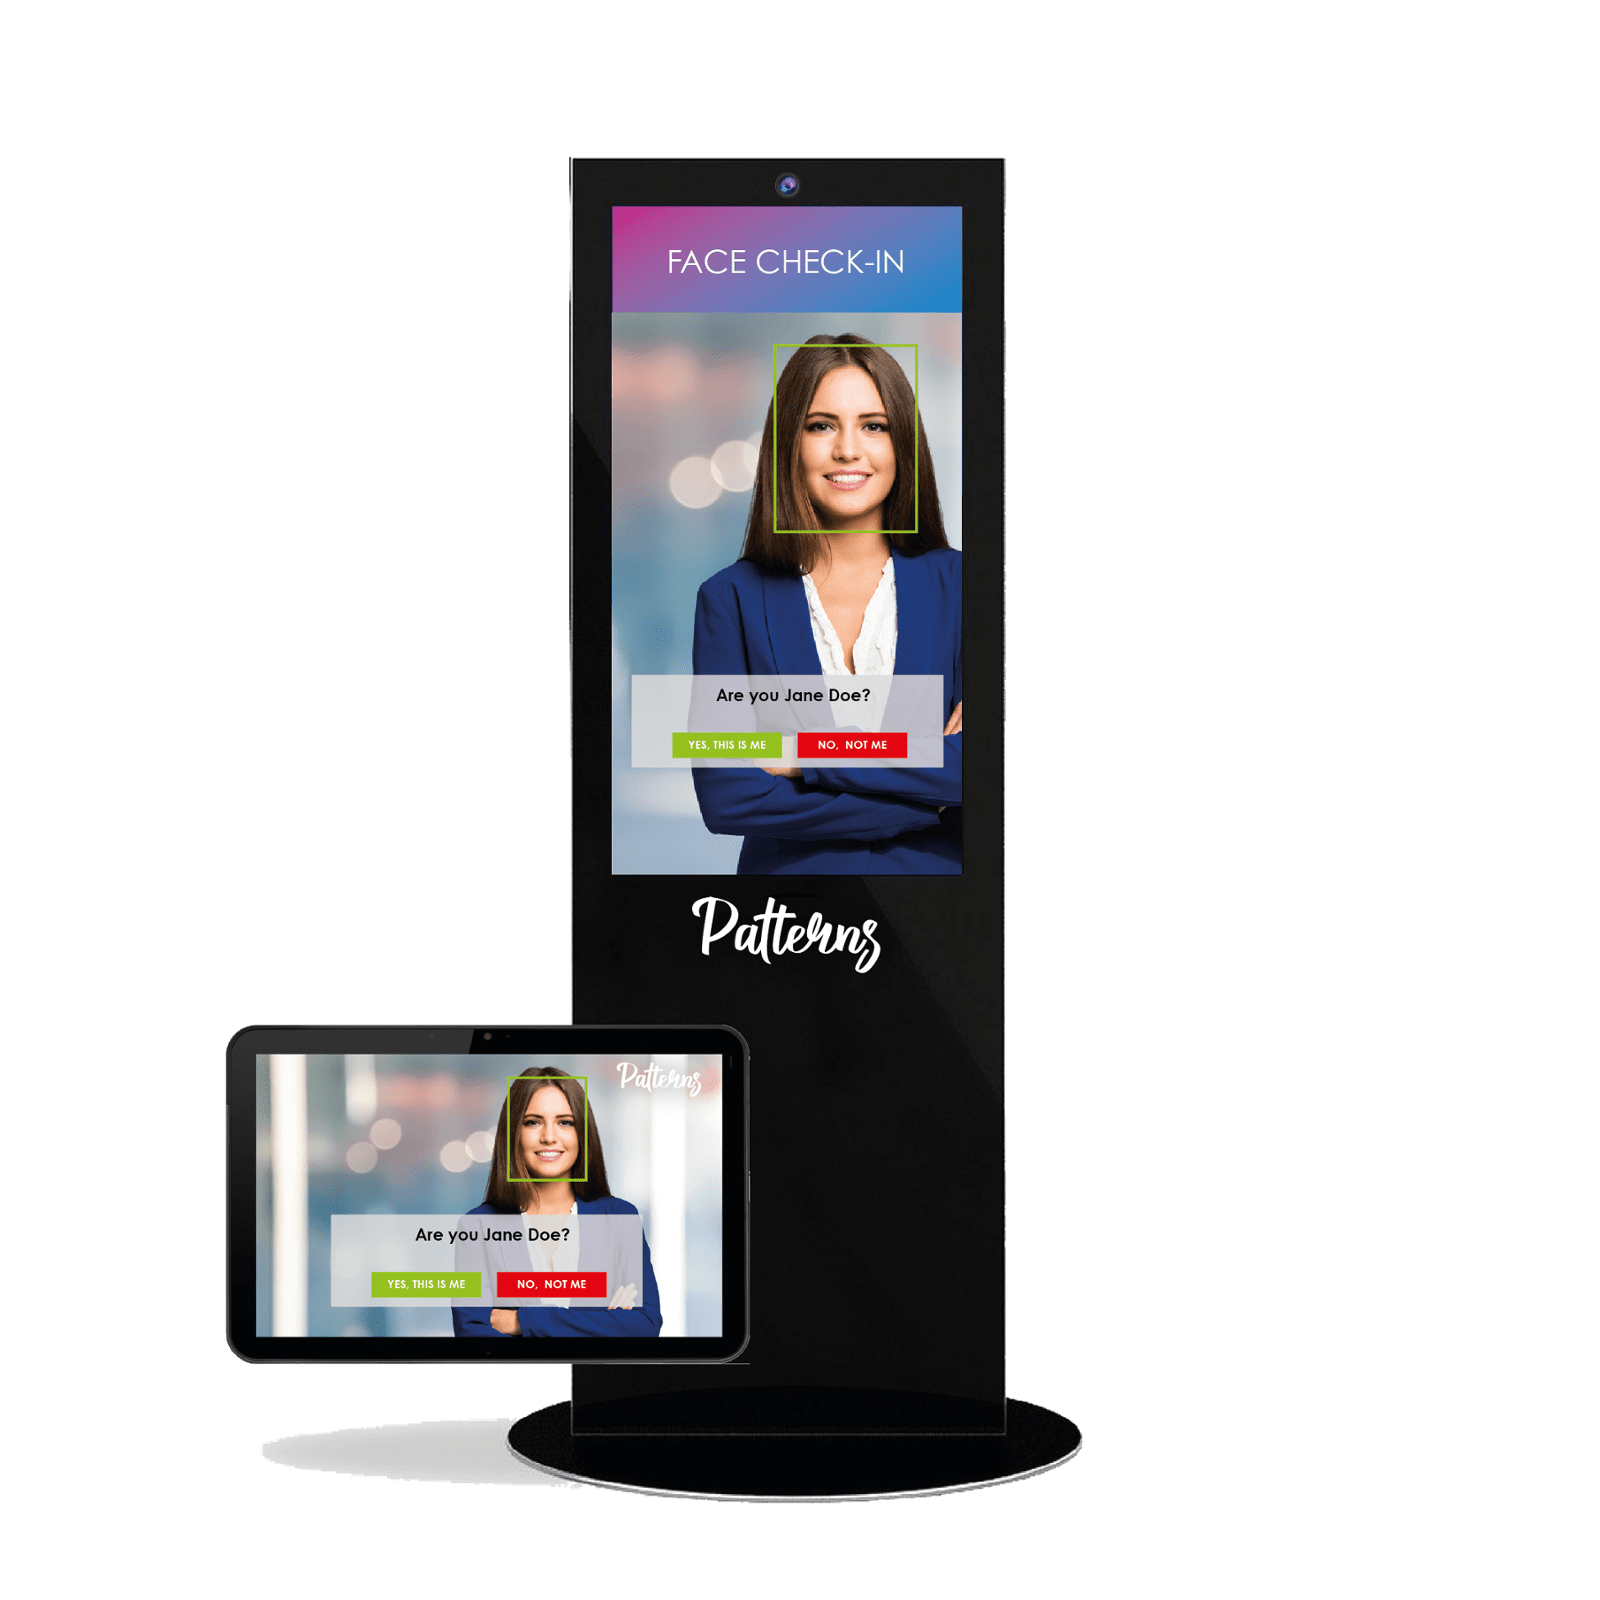 FACE CHECK-IN
Are you Jane Doe?
YES, THIS IS ME
NO,  NOT ME
Patterns
Patterns
Are you Jane Doe?
YES, THIS IS ME
NO,  NOT ME